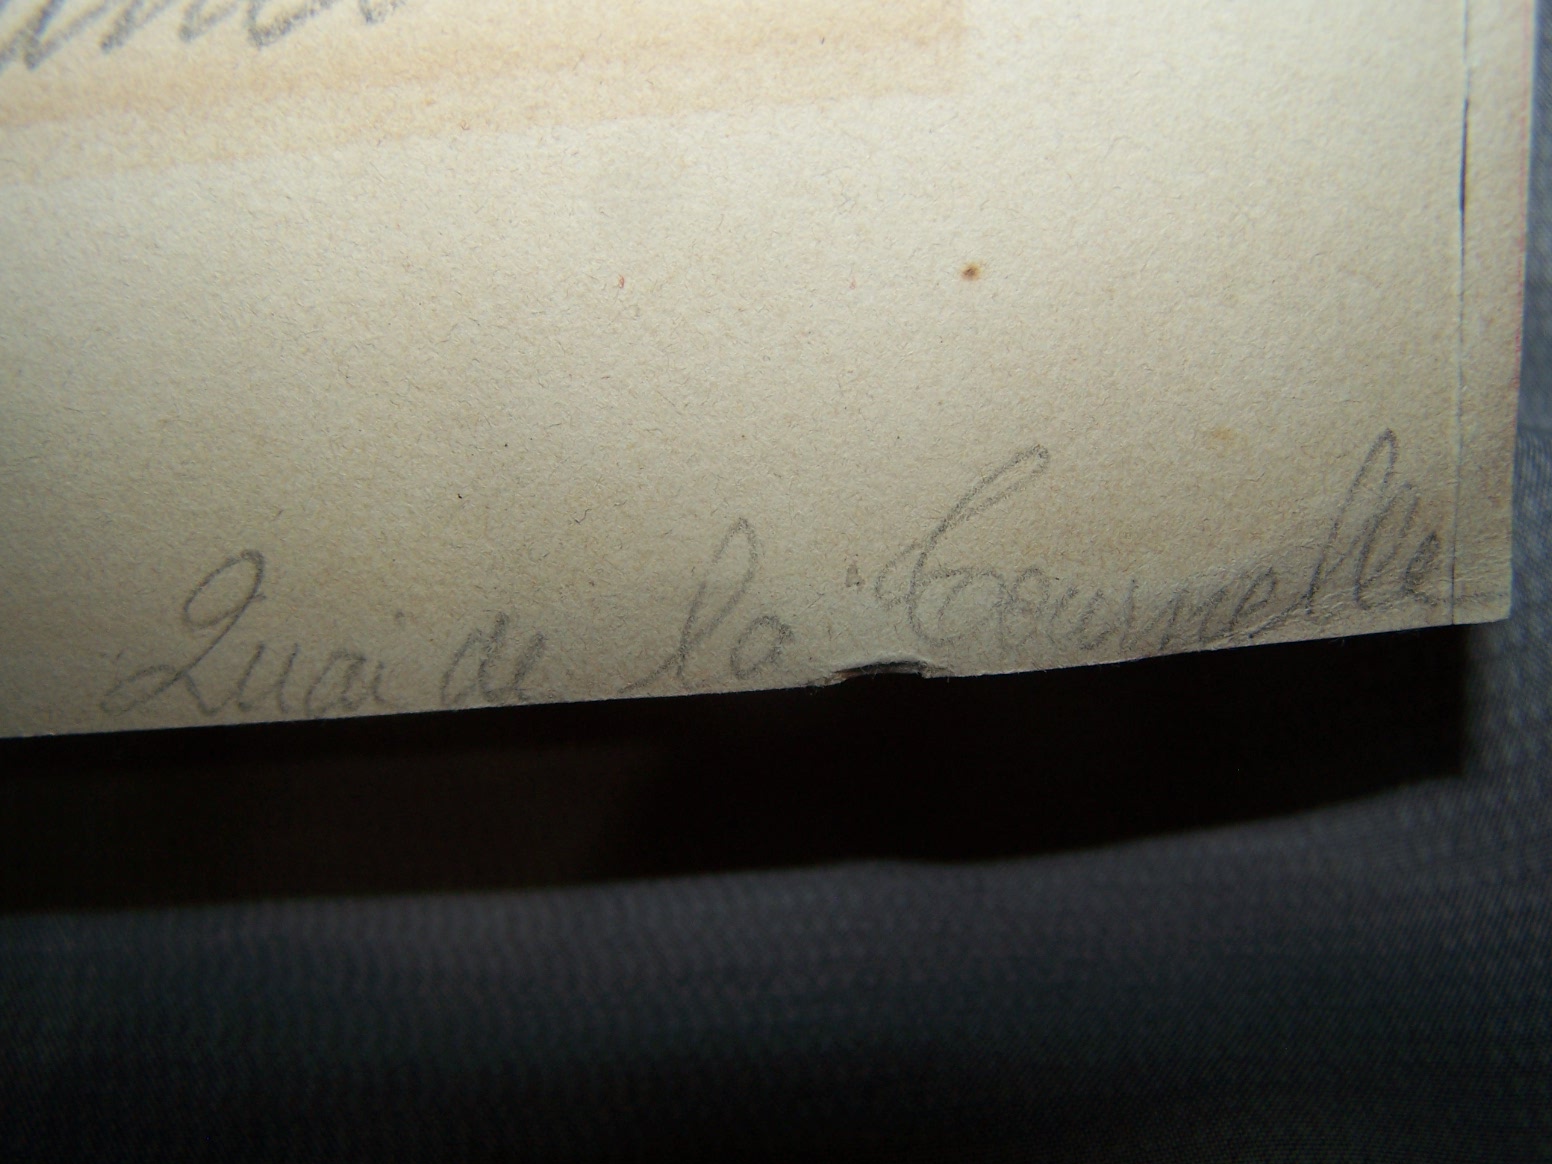 Quai de la Tournelle